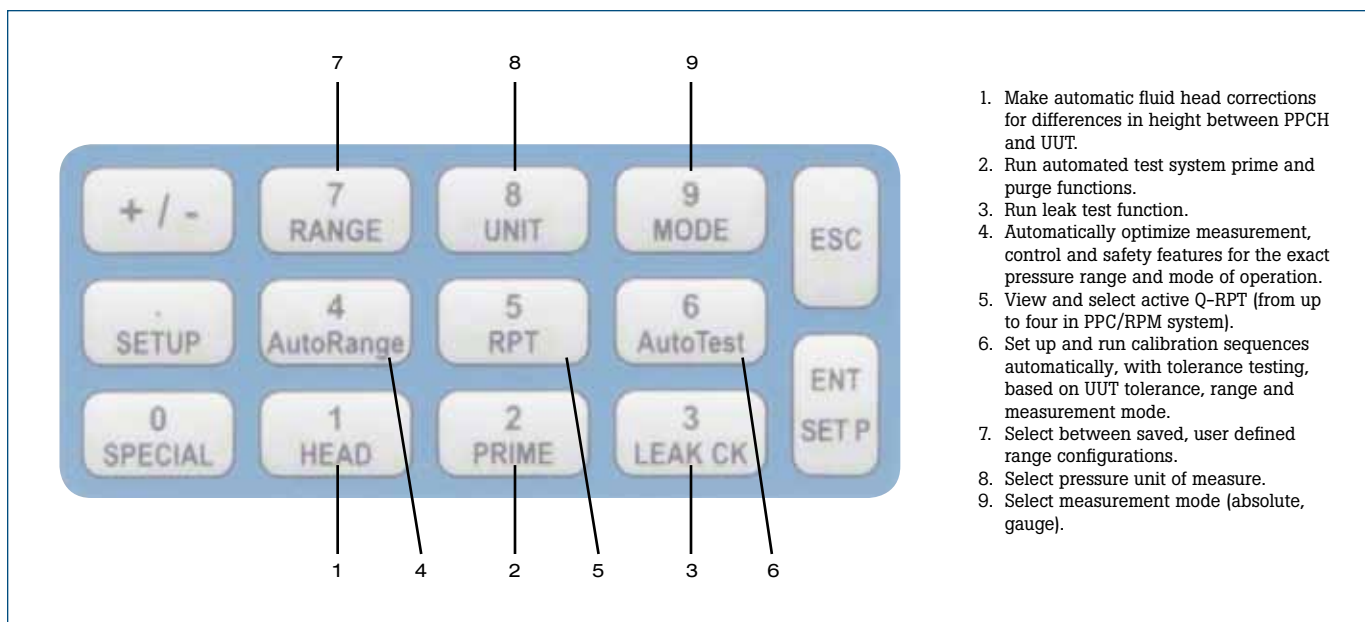 7 8 9
+ / -
7
RANGE
8
UNIT
9
MODE
ESC
.
SETUP
4
AutoRange
5
RPT
6
AutoTest
ENT
SET P
0
SPECIAL
1
HEAD
2
PRIME
3
LEAK CK
1 4 2 5 3 6
1. Make automatic fluid head corrections
for differences in height between PPCH
and UUT.
2. Run automated test system prime and
purge functions.
3. Run leak test function.
4. Automatically optimize measurement,
control and safety features for the exact
pressure range and mode of operation.
5. View and select active Q-RPT (from up
to four in PPC/RPM system).
6. Set up and run calibration sequences
automatically, with tolerance testing,
based on UUT tolerance, range and
measurement mode.
7. Select between saved, user defined
range configurations.
8. Select pressure unit of measure.
9. Select measurement mode (absolute,
gauge).